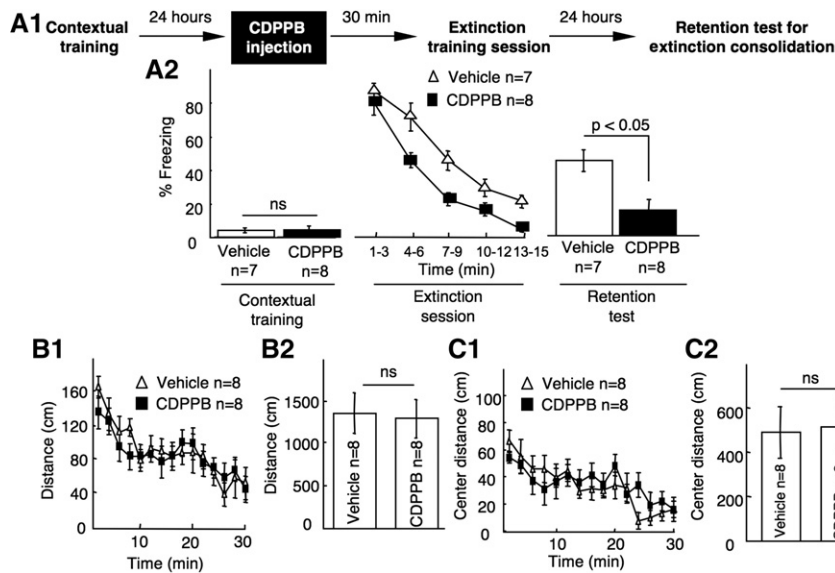 A1
Contextual training
24 hours
CDPPB injection
30 min
Extinction training session
24 hours
Retention test for extinction consolidation
A2
Vehicle n=7
CDPPB n=8
% Freezing
80
60
40
20
0
ns
Vehicle n=7
CDPPB n=8
Contextual training
1-3 4-6 7-9 10-12 13-15
Time (min)
Extinction session
p < 0.05
Vehicle n=7
CDPPB n=8
Retention test
B1
Vehicle n=8
CDPPB n=8
Distance (cm)
160
120
80
40
0
10 20 30
Time (min)
B2
ns
Distance (cm)
1500
1000
500
0
Vehicle n=8
CDPPB n=8
C1
Vehicle n=8
CDPPB n=8
Center distance (cm)
100
80
60
40
20
0
10 20 30
Time (min)
C2
ns
Center distance (cm)
600
400
200
0
Vehicle n=8